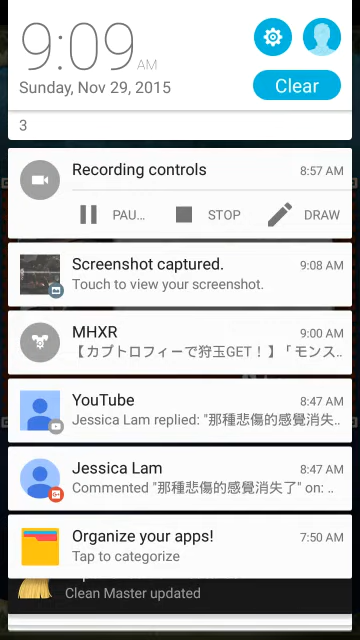 9:09 AM
Sunday, Nov 29, 2015
Clear
3
Recording controls 8:57 AM
PAU... STOP DRAW
Screenshot captured. 9:08 AM
Touch to view your screenshot.
MHXR 9:00 AM
【カブトロフィーで狩玉GET！】「モンス..
YouTube 8:47 AM
Jessica Lam replied: "那種悲傷的感覺消失..
Jessica Lam 8:47 AM
Commented "那種悲傷的感覺消失了" on: ..
Organize your apps! 7:50 AM
Tap to categorize
Clean Master updated